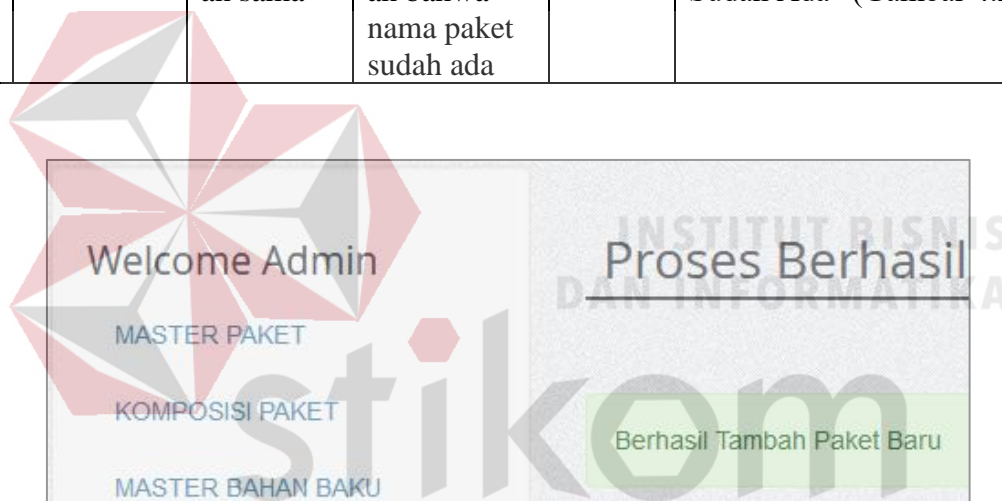 nama paket
sudah ada
INSTITUT BISNIS
DAN INFORMATIKA
stikom
Welcome Admin
MASTER PAKET
KOMPOSISI PAKET
MASTER BAHAN BAKU
Proses Berhasil
Berhasil Tambah Paket Baru